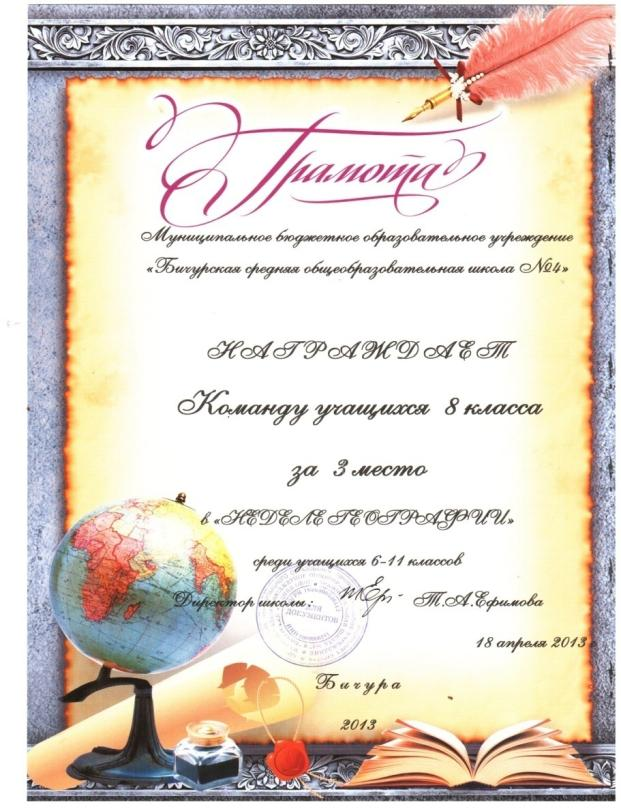 Грамота
Муниципальное бюджетное образовательное учреждение
«Бичурская средняя общеобразовательная школа №4»
НАГРАЖДАЕТ
Команду учащихся 8 класса
за 3 место
в «НЕДЕЛЕ ГЕОГРАФИИ»
среди учащихся 6-11 классов
Директор школы: Т.А.Ефимова
18 апреля 2013 г
Бичура
2013